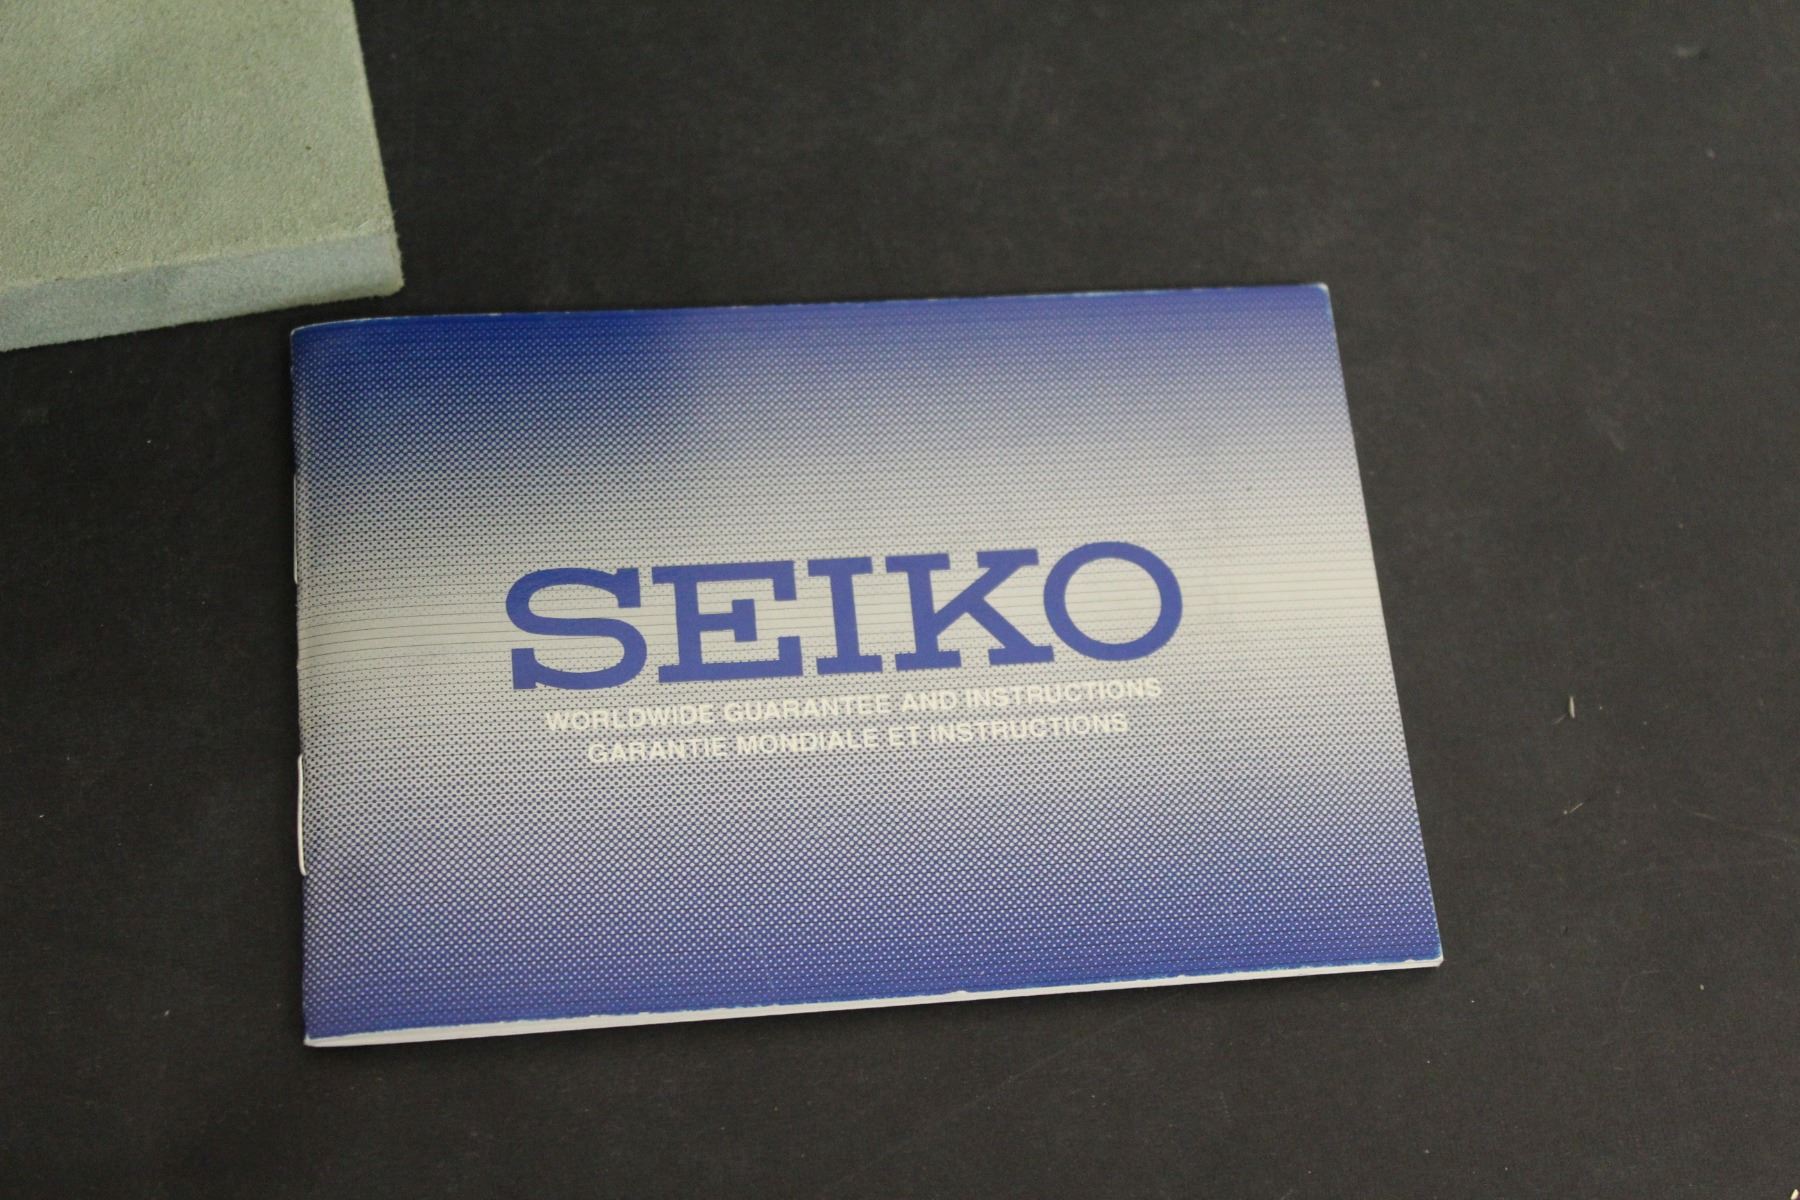 SEIKO
WORLDWIDE GUARANTEE AND INSTRUCTIONS
GARANTIE MONDIALE ET INSTRUCTIONS